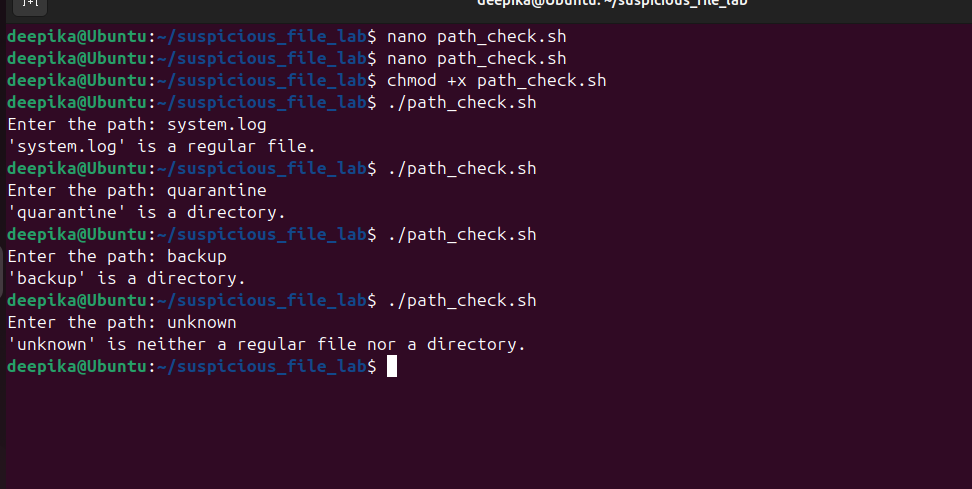 deepika@Ubuntu: ~/suspicious_file_lab
deepika@Ubuntu:~/suspicious_file_lab$ nano path_check.sh
deepika@Ubuntu:~/suspicious_file_lab$ nano path_check.sh
deepika@Ubuntu:~/suspicious_file_lab$ chmod +x path_check.sh
deepika@Ubuntu:~/suspicious_file_lab$ ./path_check.sh
Enter the path: system.log
'system.log' is a regular file.
deepika@Ubuntu:~/suspicious_file_lab$ ./path_check.sh
Enter the path: quarantine
'quarantine' is a directory.
deepika@Ubuntu:~/suspicious_file_lab$ ./path_check.sh
Enter the path: backup
'backup' is a directory.
deepika@Ubuntu:~/suspicious_file_lab$ ./path_check.sh
Enter the path: unknown
'unknown' is neither a regular file nor a directory.
deepika@Ubuntu:~/suspicious_file_lab$